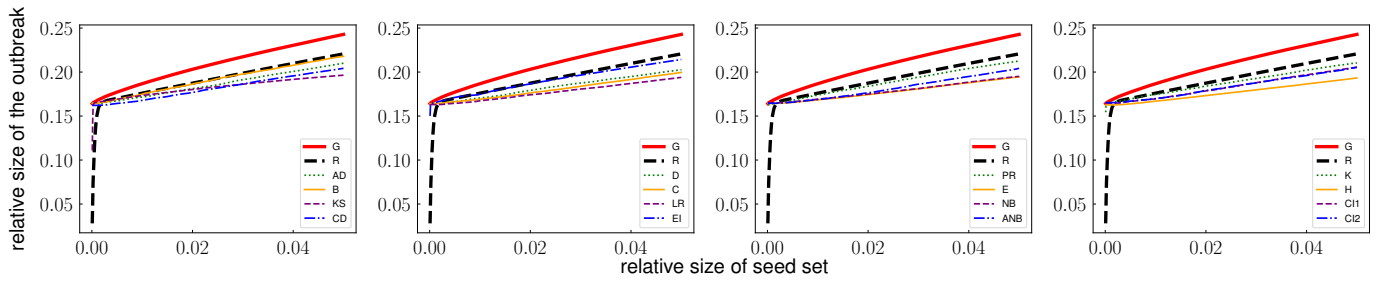 relative size of the outbreak
0.25
0.20
0.15
0.10
0.05
0.00
0.02
0.04
G
R
AD
B
KS
CD
0.25
0.20
0.15
0.10
0.05
0.00
0.02
0.04
G
R
D
C
LR
EI
0.25
0.20
0.15
0.10
0.05
0.00
0.02
0.04
G
R
PR
E
NB
ANB
0.25
0.20
0.15
0.10
0.05
0.00
0.02
0.04
G
R
K
H
CI1
CI2
relative size of seed set